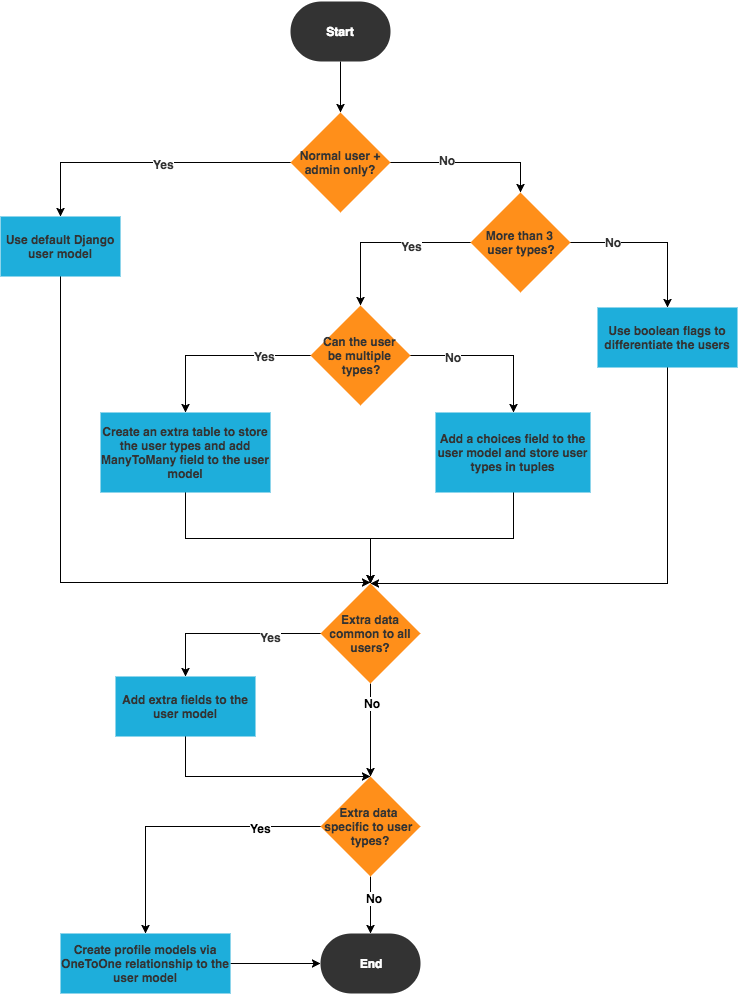 Start
Normal user +
admin only?
Yes
No
More than 3
user types?
Use default Django
user model
Yes
No
Can the user
be multiple
types?
Use boolean flags to
differentiate the users
Yes
No
Create an extra table to store
the user types and add
ManyToMany field to the user
model
Add a choices field to the
user model and store user
types in tuples
Extra data
common to all
users?
Yes
Add extra fields to the
user model
No
Extra data
specific to user
types?
Yes
No
Create profile models via
OneToOne relationship to the
user model
End